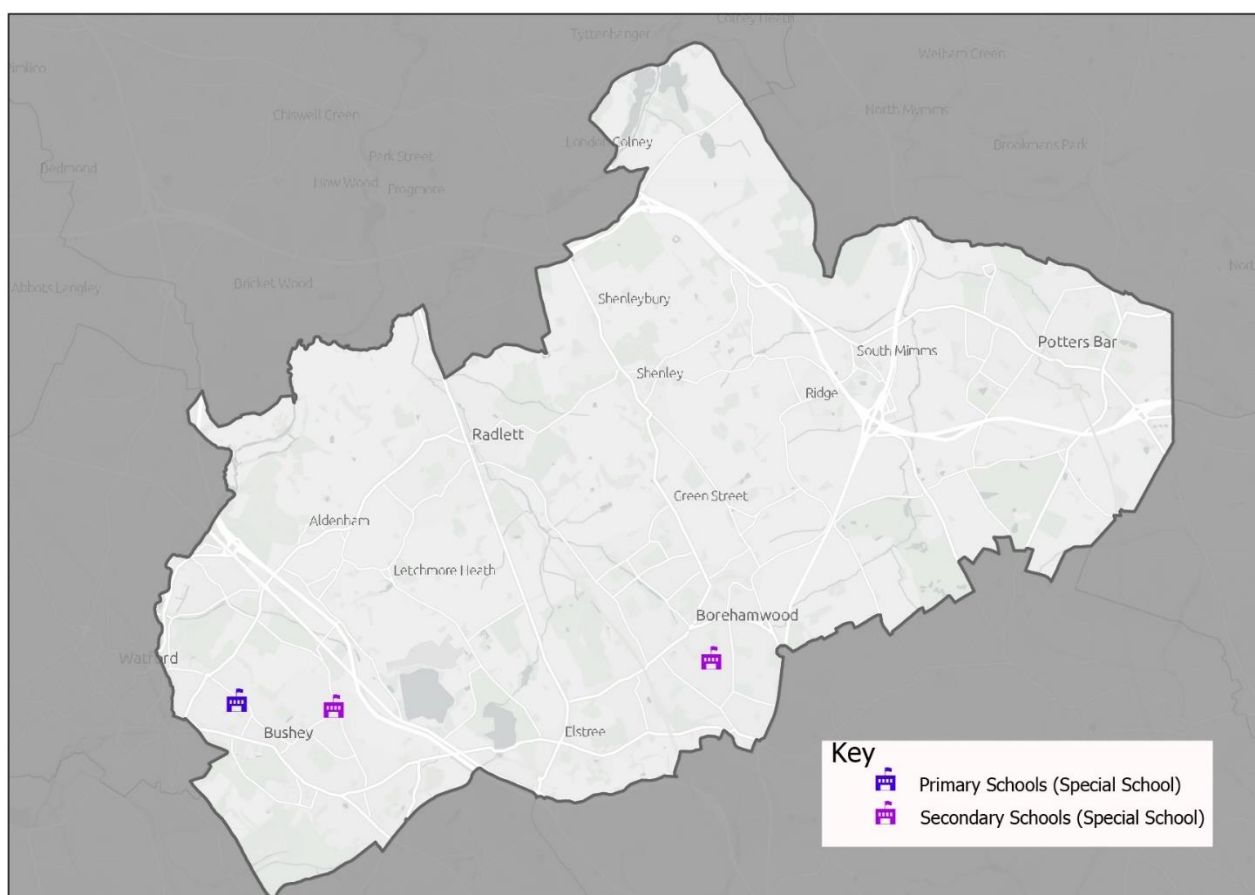 Colney Heath
Tyttenhanger
Welham Green
Chiswell Green
North Mymms
London Colney
Brookmans Park
Park Street
Bedmond
How Wood
Frogmore
Bricket Wood
Abbots Langley
Shenleybury
Potters Bar
South Mimms
Shenley
Ridge
Radlett
Green Street
Aldenham
Letchmore Heath
Borehamwood
Watford
Bushey
Elstree
Key
Primary Schools (Special School)
Secondary Schools (Special School)